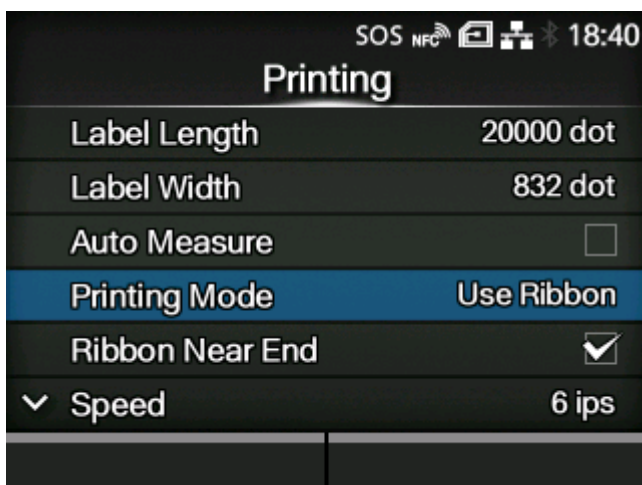 SOS NFC 18:40
Printing
Label Length 20000 dot
Label Width 832 dot
Auto Measure
Printing Mode Use Ribbon
Ribbon Near End
Speed 6 ips